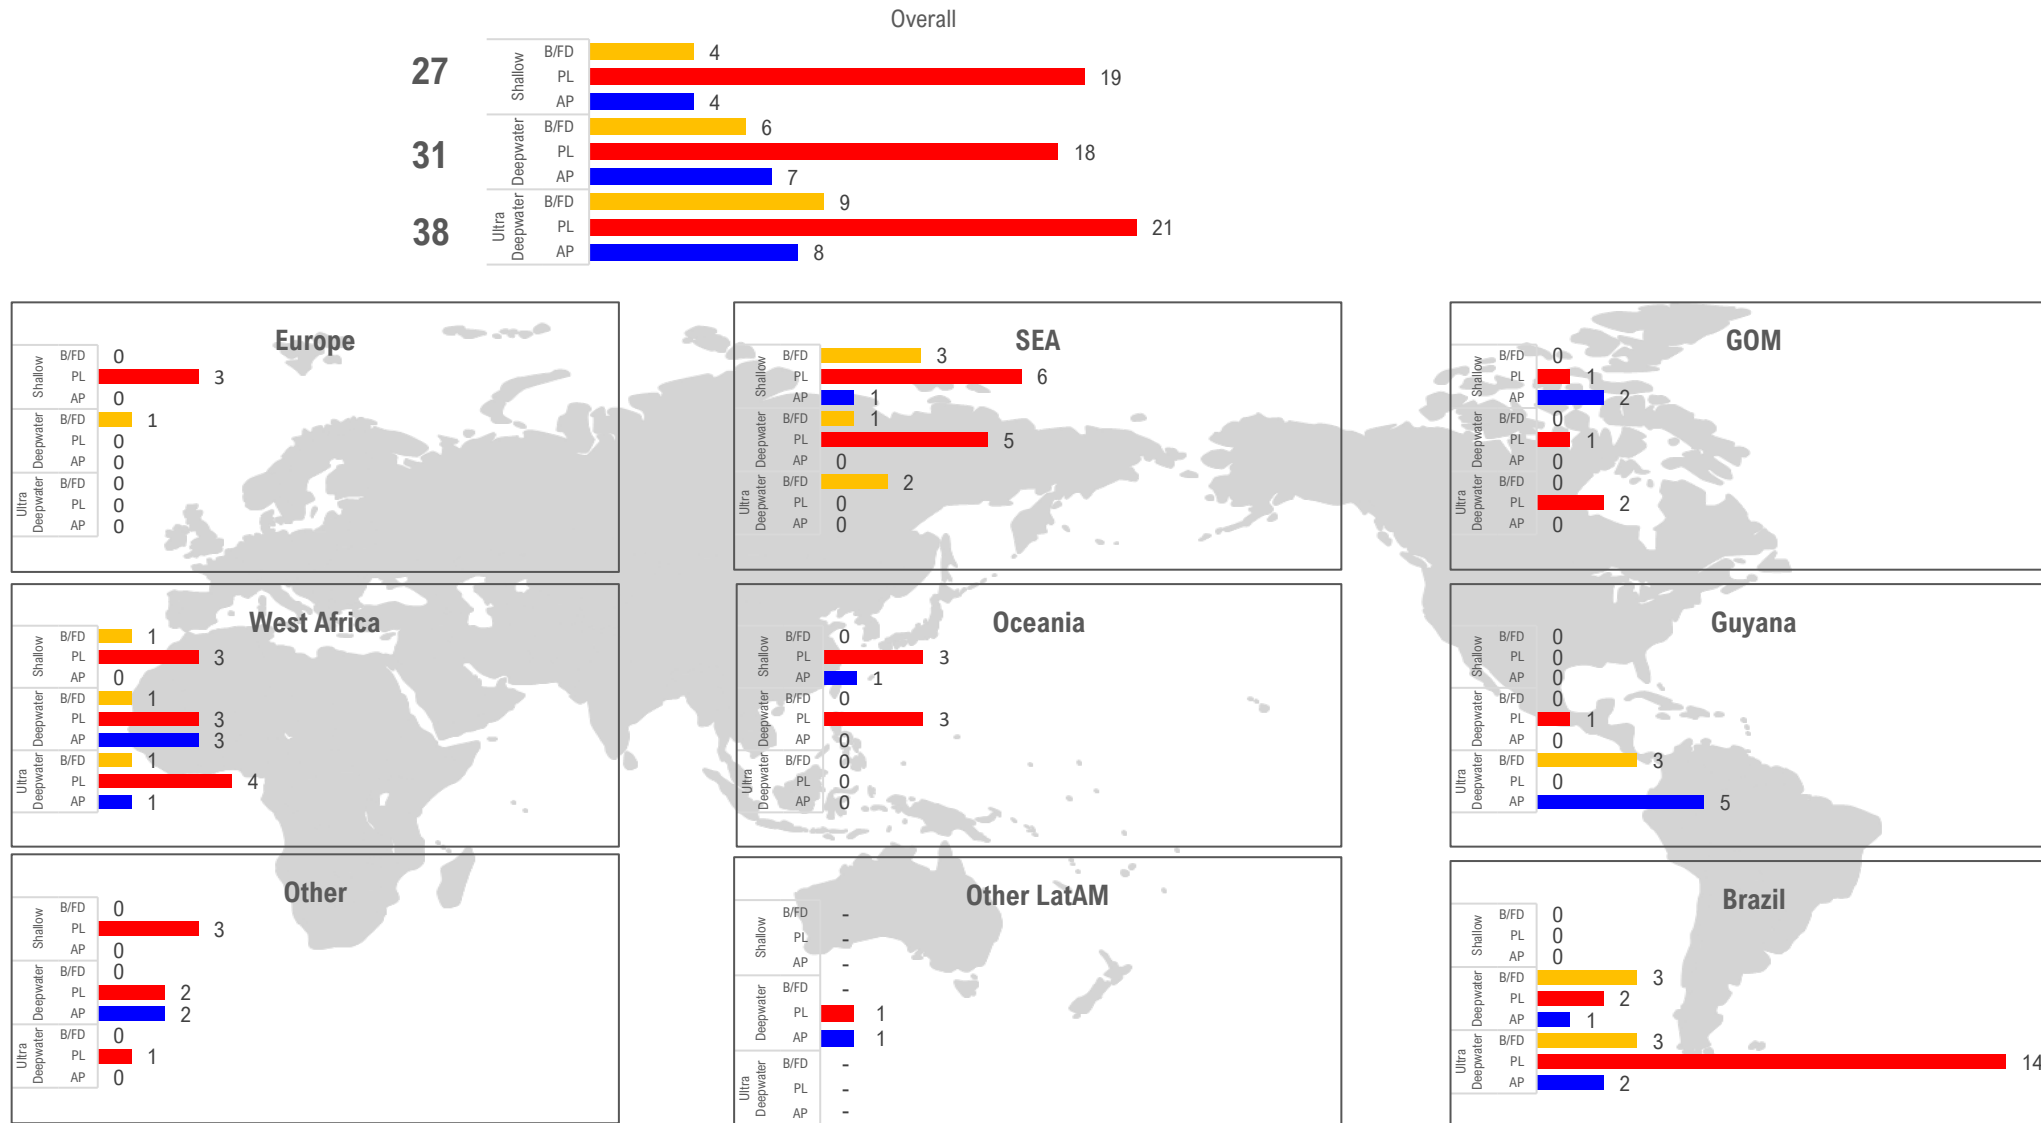 Overall
27
Shallow
B/FD 4
PL 19
AP 4
31
Deepwater
B/FD 6
PL 18
AP 7
38
Ultra
Deepwater
B/FD 9
PL 21
AP 8
Europe
Shallow
B/FD 0
PL 3
AP 0
Deepwater
B/FD 1
PL 0
AP 0
Ultra
Deepwater
B/FD 0
PL 0
AP 0
SEA
Shallow
B/FD 3
PL 6
AP 1
Deepwater
B/FD 1
PL 5
AP 0
Ultra
Deepwater
B/FD 2
PL 0
AP 0
GOM
Shallow
B/FD 0
PL 1
AP 2
Deepwater
B/FD 0
PL 1
AP 0
Ultra
Deepwater
B/FD 0
PL 2
AP 0
West Africa
Shallow
B/FD 1
PL 3
AP 0
Deepwater
B/FD 1
PL 3
AP 3
Ultra
Deepwater
B/FD 1
PL 4
AP 1
Oceania
Shallow
B/FD 0
PL 3
AP 1
Deepwater
B/FD 0
PL 3
AP 0
Ultra
Deepwater
B/FD 0
PL 0
AP 0
Guyana
Shallow
B/FD 0
PL 0
AP 0
Deepwater
B/FD 0
PL 1
AP 0
Ultra
Deepwater
B/FD 3
PL 0
AP 5
Other
Shallow
B/FD 0
PL 3
AP 0
Deepwater
B/FD 0
PL 2
AP 2
Ultra
Deepwater
B/FD 0
PL 1
AP 0
Other LatAM
Shallow
B/FD -
PL -
AP -
Deepwater
B/FD -
PL 1
AP 1
Ultra
Deepwater
B/FD -
PL -
AP -
Brazil
Shallow
B/FD 0
PL 0
AP 0
Deepwater
B/FD 3
PL 2
AP 1
Ultra
Deepwater
B/FD 3
PL 14
AP 2